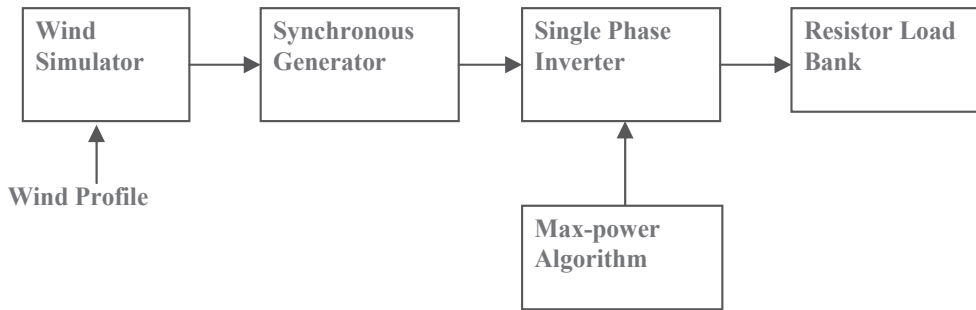 Wind
Simulator
Synchronous
Generator
Single Phase
Inverter
Resistor Load
Bank
Wind Profile
Max-power
Algorithm